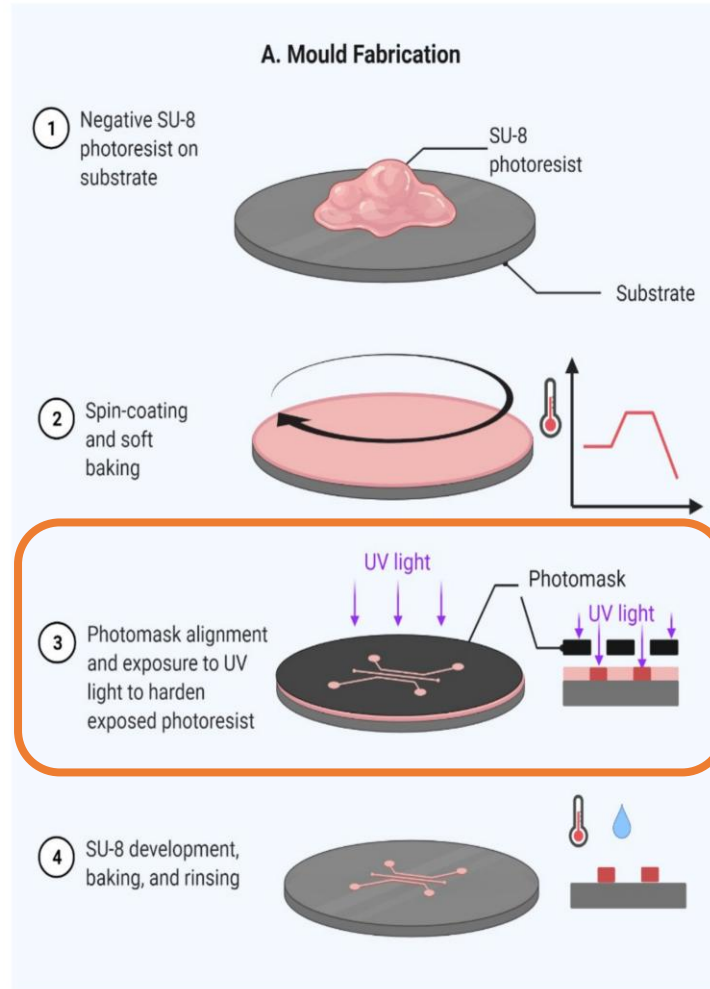 A. Mould Fabrication
1
Negative SU-8
photoresist on
substrate
SU-8
photoresist
Substrate
2
Spin-coating
and soft
baking
3
Photomask alignment
and exposure to UV
light to harden
exposed photoresist
UV light
Photomask
UV light
4
SU-8 development,
baking, and rinsing